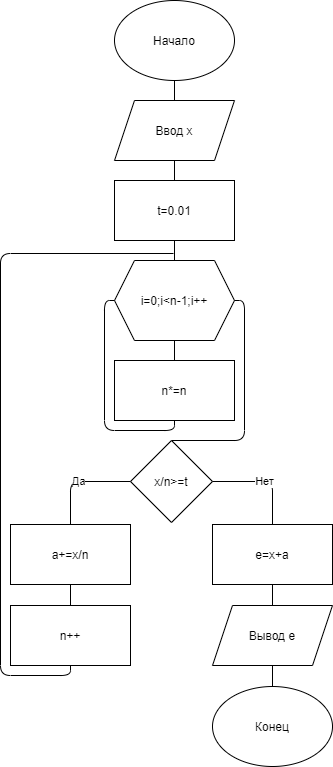 Начало
Ввод x
t=0.01
i=0;i<n-1;i++
n*=n
x/n>=t
Да
Нет
a+=x/n
e=x+a
n++
Вывод e
Конец